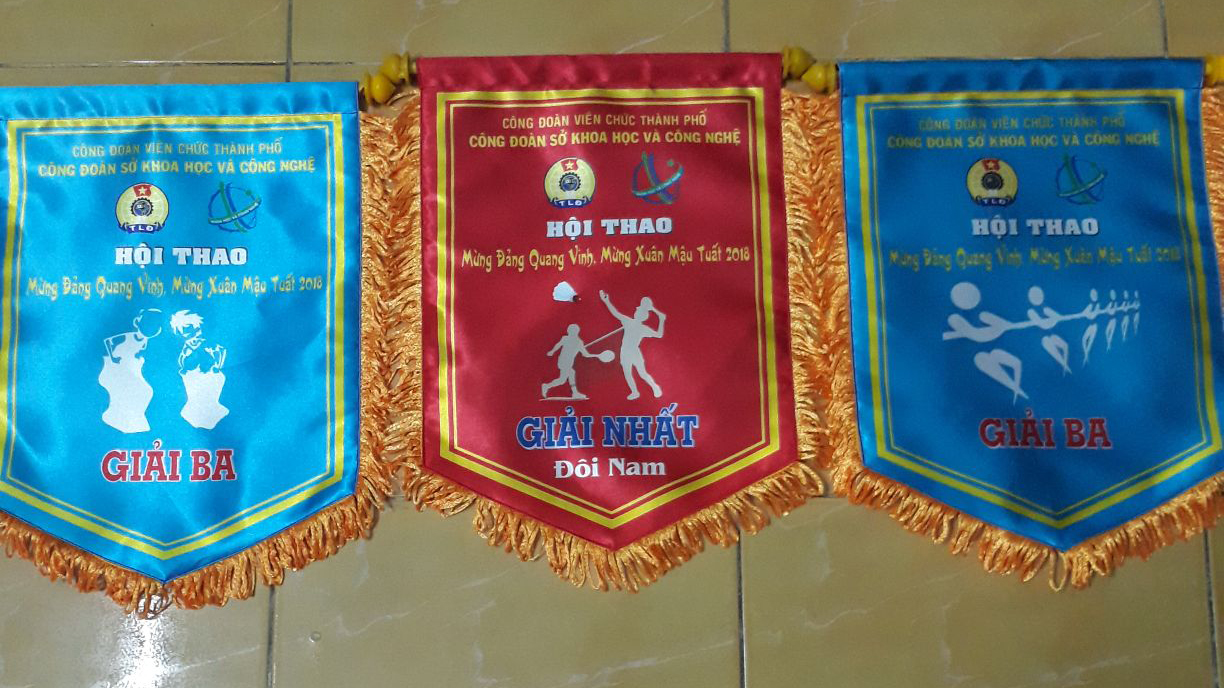 CÔNG ĐOÀN VIÊN CHỨC THÀNH PHỐ
CÔNG ĐOÀN SỞ KHOA HỌC VÀ CÔNG NGHỆ
TLĐ
HỘI THAO
Mừng Đảng Quang Vinh, Mừng Xuân Mậu Tuất 2018
GIẢI BA
CÔNG ĐOÀN VIÊN CHỨC THÀNH PHỐ
CÔNG ĐOÀN SỞ KHOA HỌC VÀ CÔNG NGHỆ
TLĐ
HỘI THAO
Mừng Đảng Quang Vinh, Mừng Xuân Mậu Tuất 2018
GIẢI NHẤT
Đôi Nam
CÔNG ĐOÀN VIÊN CHỨC THÀNH PHỐ
CÔNG ĐOÀN SỞ KHOA HỌC VÀ CÔNG NGHỆ
TLĐ
HỘI THAO
Mừng Đảng Quang Vinh, Mừng Xuân Mậu Tuất 2018
GIẢI BA